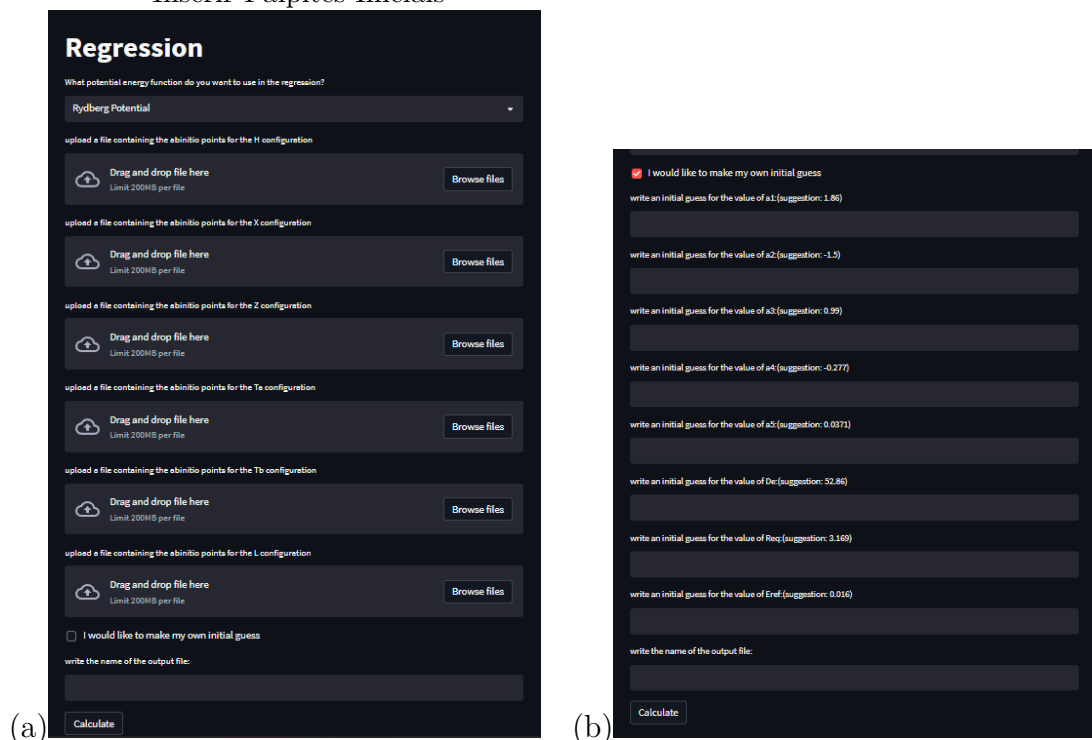 Inserir Palpites Iniciais
Regression
What potential energy function do you want to use in the regression?
Rydberg Potential
upload a file containing the abinitio points for the H configuration
Drag and drop file here
Limit 200MB per file
Browse files
upload a file containing the abinitio points for the X configuration
Drag and drop file here
Limit 200MB per file
Browse files
upload a file containing the abinitio points for the Z configuration
Drag and drop file here
Limit 200MB per file
Browse files
upload a file containing the abinitio points for the Ta configuration
Drag and drop file here
Limit 200MB per file
Browse files
upload a file containing the abinitio points for the Tb configuration
Drag and drop file here
Limit 200MB per file
Browse files
upload a file containing the abinitio points for the L configuration
Drag and drop file here
Limit 200MB per file
Browse files
I would like to make my own initial guess
write the name of the output file:
Calculate
(a)
I would like to make my own initial guess
write an initial guess for the value of a1:(suggestion: 1.86)
write an initial guess for the value of a2:(suggestion: -1.5)
write an initial guess for the value of a3:(suggestion: 0.99)
write an initial guess for the value of a4:(suggestion: -0.277)
write an initial guess for the value of a5:(suggestion: 0.0371)
write an initial guess for the value of De:(suggestion: 52.86)
write an initial guess for the value of Req:(suggestion: 3.169)
write an initial guess for the value of Eref:(suggestion: 0.016)
write the name of the output file:
Calculate
(b)